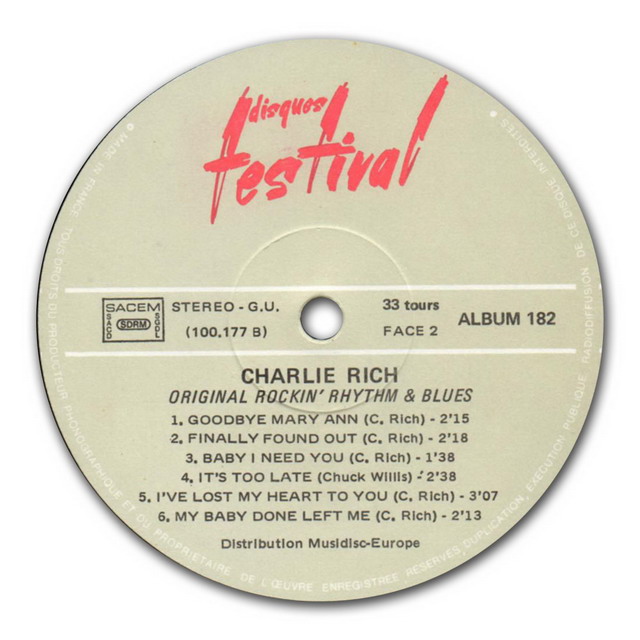 disques
festival
SACEM
SACD
SDRM
SGDL
STEREO - G.U.
(100.177 B)
33 tours
FACE 2
ALBUM 182
CHARLIE RICH
ORIGINAL ROCKIN' RHYTHM & BLUES
1. GOODBYE MARY ANN (C. Rich) - 2'15
2. FINALLY FOUND OUT (C. Rich) - 2'18
3. BABY I NEED YOU (C. Rich) - 1'38
4. IT'S TOO LATE (Chuck Willis) - 2'38
5. I'VE LOST MY HEART TO YOU (C. Rich) - 3'07
6. MY BABY DONE LEFT ME (C. Rich) - 2'13
Distribution Musidisc-Europe
• MADE IN FRANCE TOUS DROITS DU PRODUCTEUR PHONOGRAPHIQUE ET DU PROPRIETAIRE DE L'ŒUVRE ENREGISTREE RESERVES, DUPLICATION, EXECUTION PUBLIQUE RADIODIFFUSION DE CE DISQUE INTERDITES •